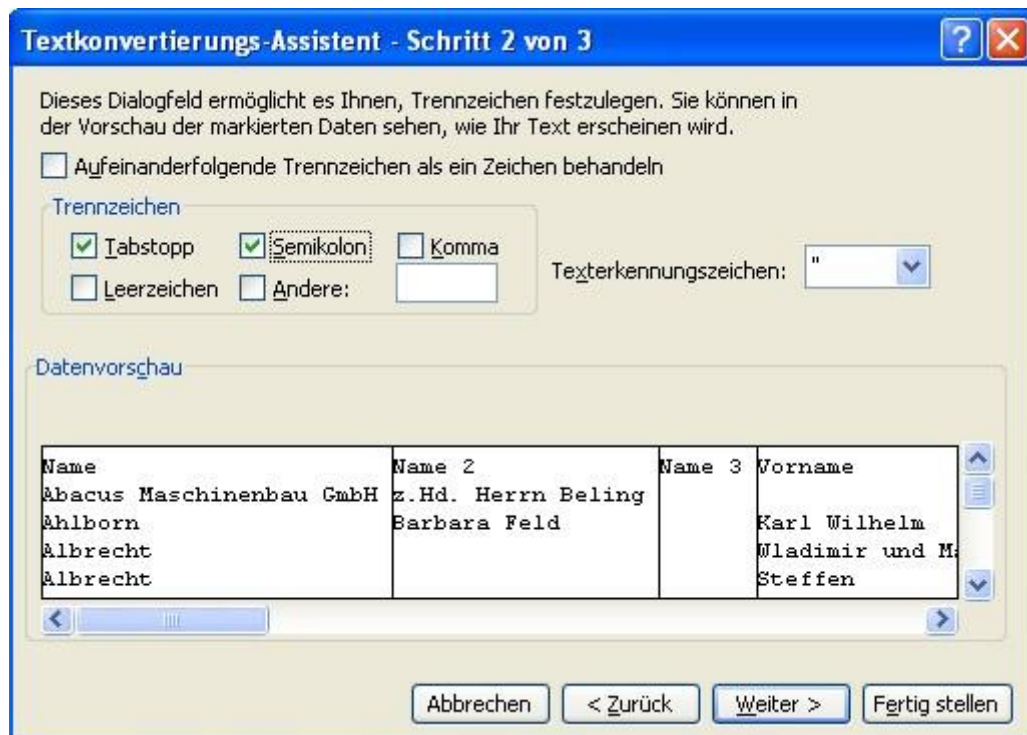 Textkonvertierungs-Assistent - Schritt 2 von 3
Dieses Dialogfeld ermöglicht es Ihnen, Trennzeichen festzulegen. Sie können in
der Vorschau der markierten Daten sehen, wie Ihr Text erscheinen wird.
Aufeinanderfolgende Trennzeichen als ein Zeichen behandeln
Trennzeichen
Tabstopp Semikolon Komma
Leerzeichen Andere:
Texterkennungszeichen: "
Datenvorschau
Name Name 2 Name 3 Vorname
Abacus Maschinenbau GmbH z.Hd. Herrn Beling
Ahlborn Barbara Feld Karl Wilhelm
Albrecht Wladimir und Ma
Albrecht Steffen
Abbrechen < Zurück Weiter > Fertig stellen